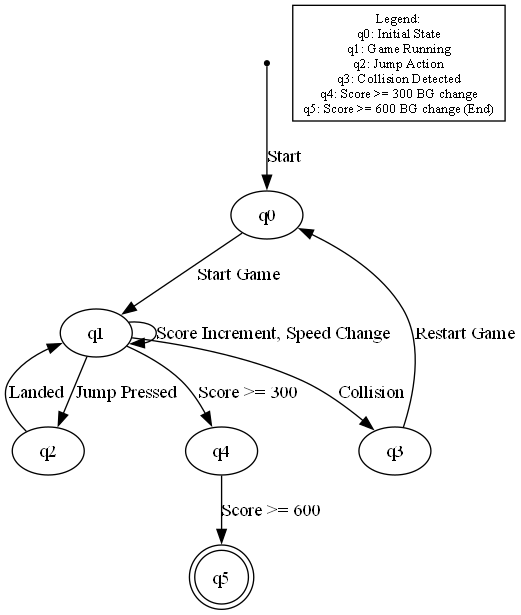 Legend:
q0: Initial State
q1: Game Running
q2: Jump Action
q3: Collision Detected
q4: Score >= 300 BG change
q5: Score >= 600 BG change (End)
Start
q0
Start Game
q1
Score Increment, Speed Change
Restart Game
Landed
Jump Pressed
Score >= 300
Collision
q2
q4
q3
Score >= 600
q5